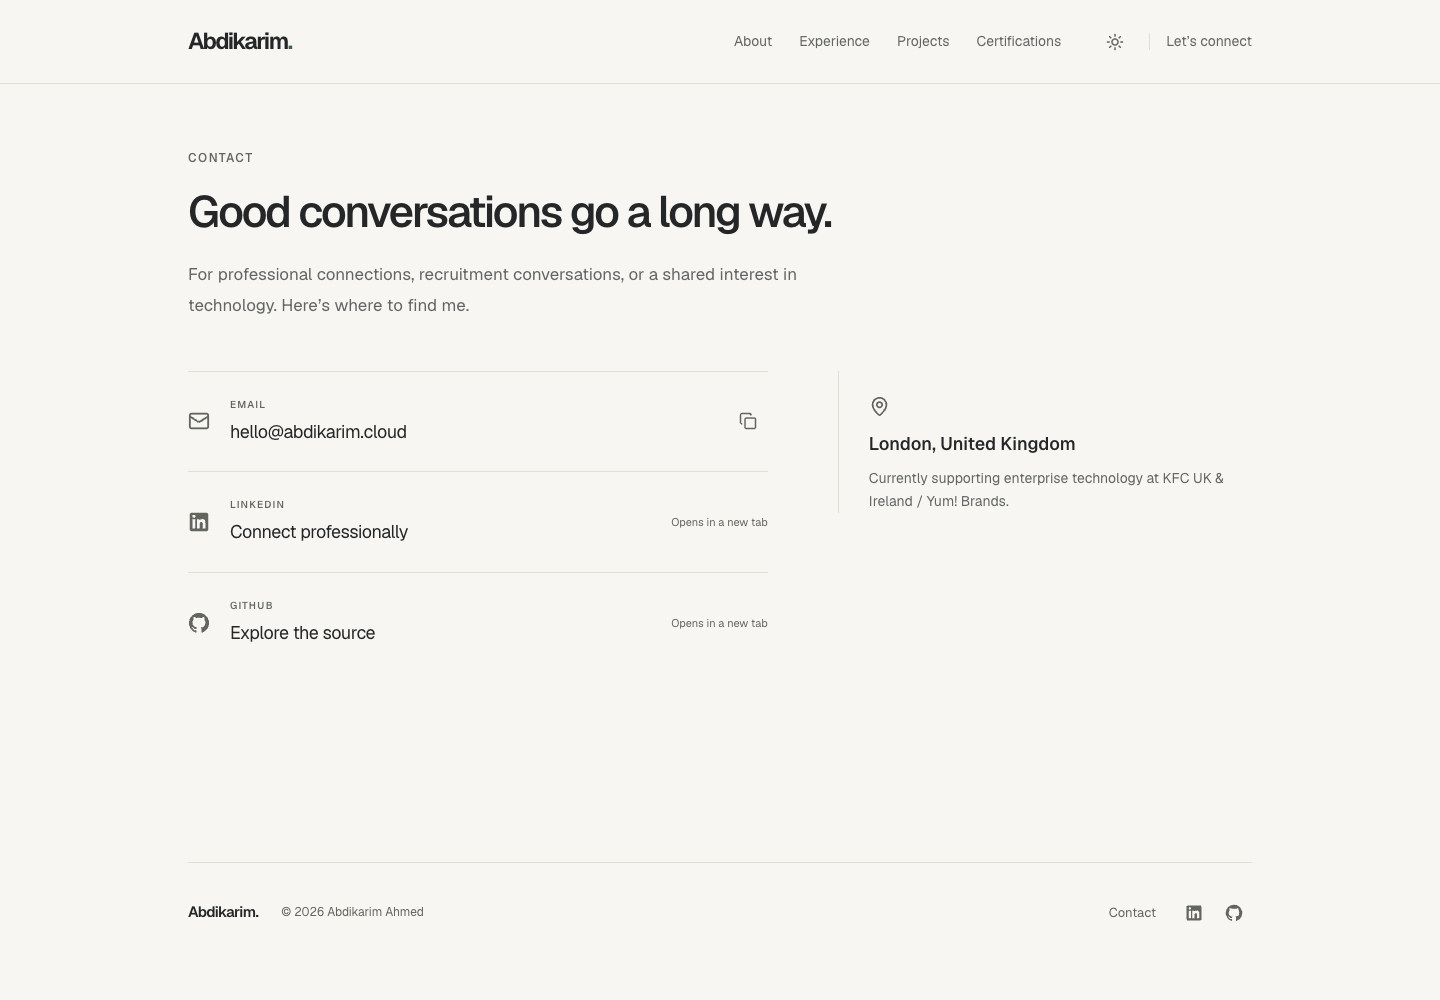 Abdikarim.
About
Experience
Projects
Certifications
Let’s connect
CONTACT
Good conversations go a long way.
For professional connections, recruitment conversations, or a shared interest in
technology. Here’s where to find me.
EMAIL
hello@abdikarim.cloud
LINKEDIN
Connect professionally
Opens in a new tab
GITHUB
Explore the source
Opens in a new tab
London, United Kingdom
Currently supporting enterprise technology at KFC UK &
Ireland / Yum! Brands.
Abdikarim.
© 2026 Abdikarim Ahmed
Contact